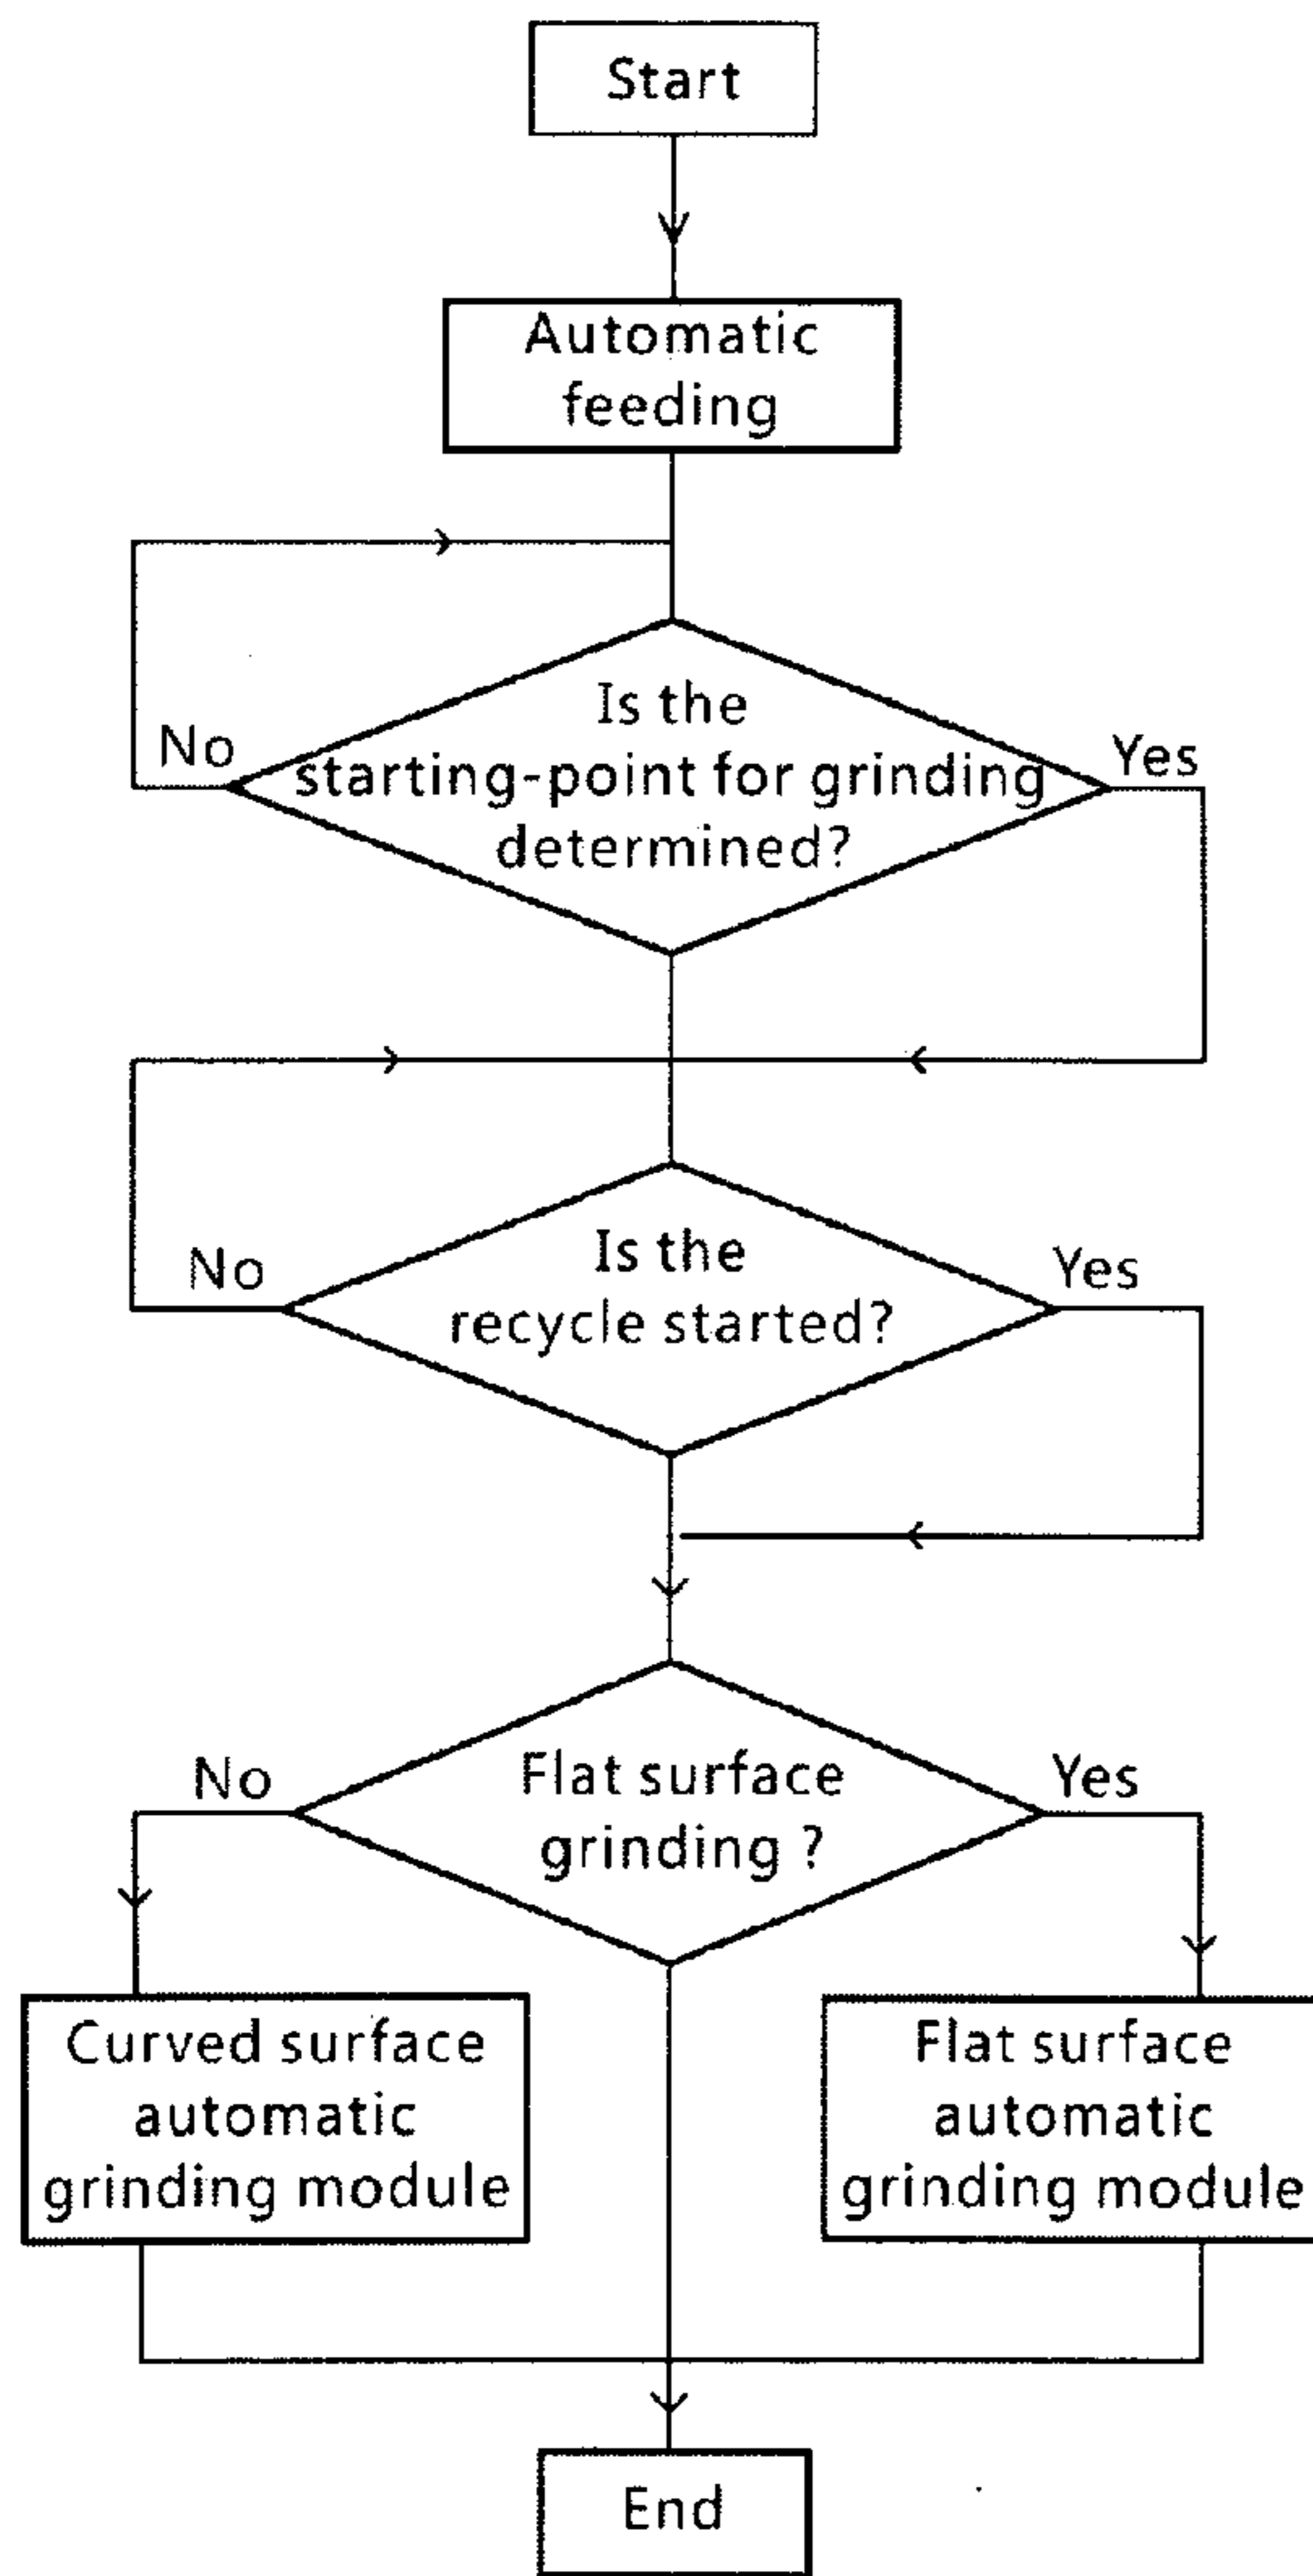 Start
Automatic
feeding
Is the
No
Yes
starting-point for grinding
determined?
Is the
No
Yes
recycle started?
No
Flat surface
Yes
grinding ?
Curved surface
automatic
grinding module
Flat surface
automatic
grinding module
End